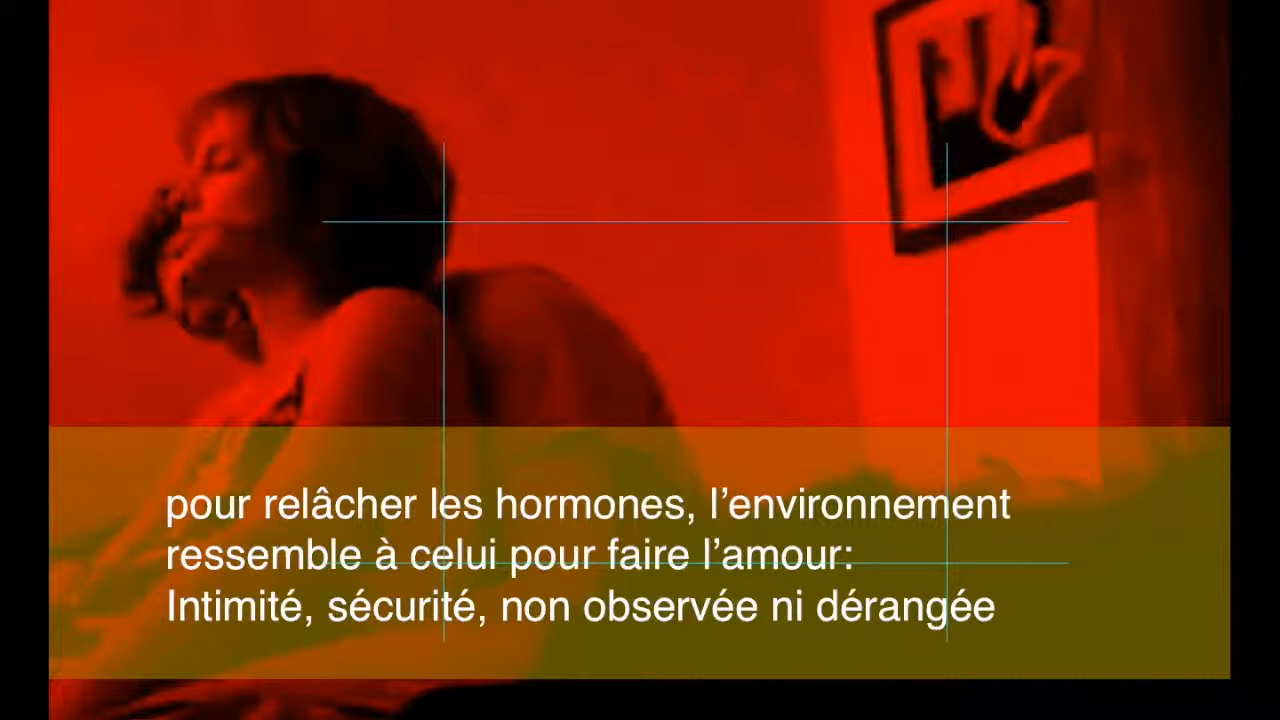 pour relâcher les hormones, l’environnement
ressemble à celui pour faire l’amour:
Intimité, sécurité, non observée ni dérangée